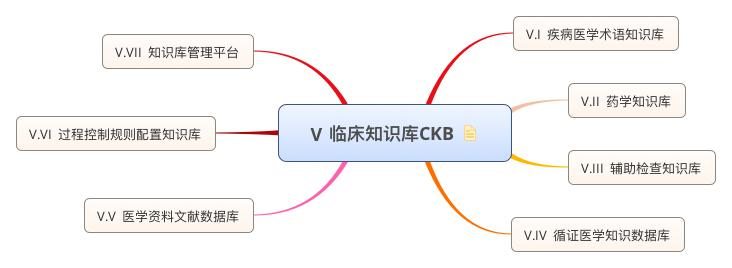 V 临床知识库CKB
V.I 疾病医学术语知识库
V.II 药学知识库
V.III 辅助检查知识库
V.IV 循证医学知识数据库
V.V 医学资料文献数据库
V.VI 过程控制规则配置知识库
V.VII 知识库管理平台